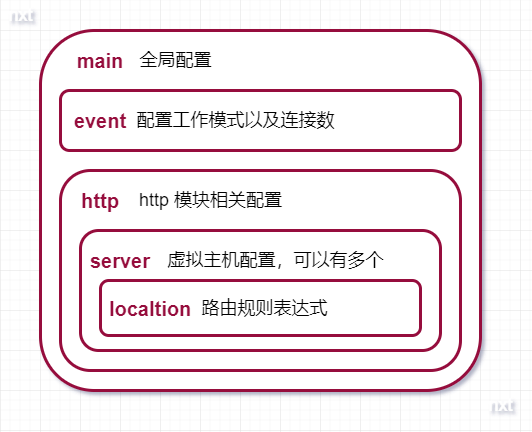 nxt
main 全局配置
event 配置工作模式以及连接数
http http 模块相关配置
server 虚拟主机配置，可以有多个
localtion 路由规则表达式
nxt